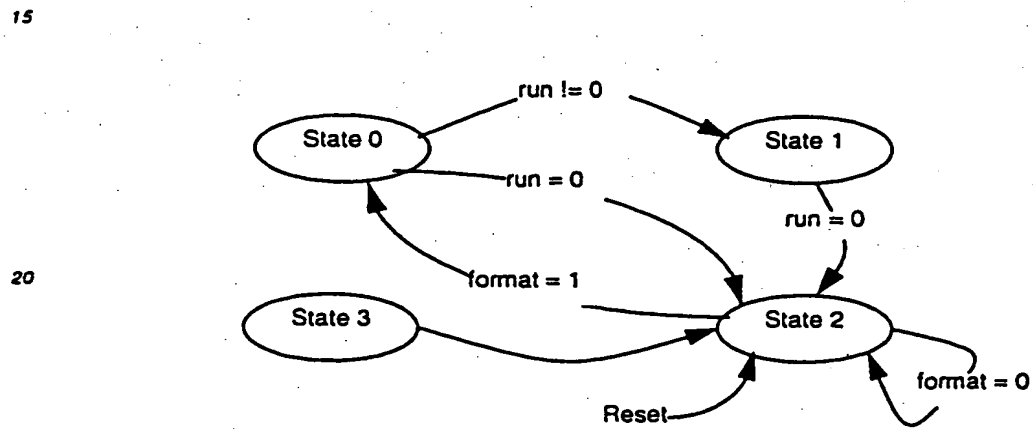 15
run != 0
State 0
State 1
run = 0
run = 0
20
format = 1
State 3
State 2
format = 0
Reset